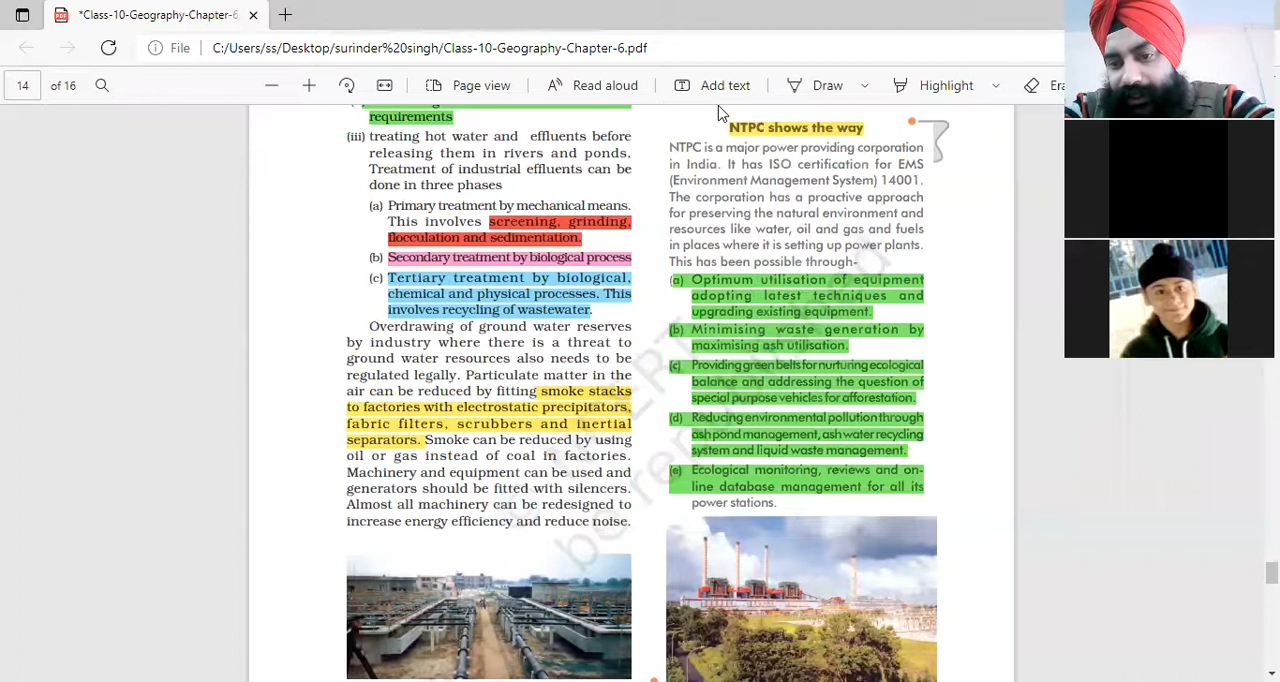 *Class-10-Geography-Chapter-6
File
C:/Users/ss/Desktop/surinder%20singh/Class-10-Geography-Chapter-6.pdf
14
of 16
Page view
Read aloud
Add text
Draw
Highlight
Era
requirements
(iii) treating hot water and effluents before
releasing them in rivers and ponds.
Treatment of industrial effluents can be
done in three phases
(a) Primary treatment by mechanical means.
This involves screening, grinding,
flocculation and sedimentation.
(b) Secondary treatment by biological process
(c) Tertiary treatment by biological,
chemical and physical processes. This
involves recycling of wastewater.
Overdrawing of ground water reserves
by industry where there is a threat to
ground water resources also needs to be
regulated legally. Particulate matter in the
air can be reduced by fitting smoke stacks
to factories with electrostatic precipitators,
fabric filters, scrubbers and inertial
separators. Smoke can be reduced by using
oil or gas instead of coal in factories.
Machinery and equipment can be used and
generators should be fitted with silencers.
Almost all machinery can be redesigned to
increase energy efficiency and reduce noise.
NTPC shows the way
NTPC is a major power providing corporation
in India. It has ISO certification for EMS
(Environment Management System) 14001.
The corporation has a proactive approach
for preserving the natural environment and
resources like water, oil and gas and fuels
in places where it is setting up power plants.
This has been possible through-
(a) Optimum utilisation of equipment
adopting latest techniques and
upgrading existing equipment.
(b) Minimising waste generation by
maximising ash utilisation.
(c) Providing green belts for nurturing ecological
balance and addressing the question of
special purpose vehicles for afforestation.
(d) Reducing environmental pollution through
ash pond management, ash water recycling
system and liquid waste management.
(e) Ecological monitoring, reviews and on-
line database management for all its
power stations.